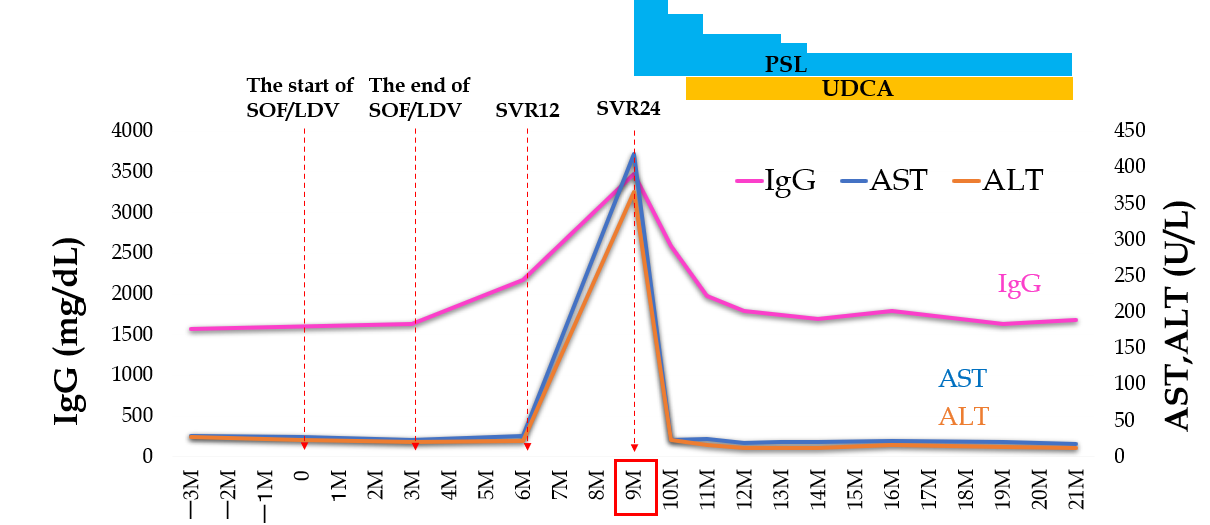 PSL
UDCA
The start of
SOF/LDV
The end of
SOF/LDV
SVR12
SVR24
4000
3500
3000
2500
2000
1500
1000
500
0
IgG (mg/dL)
IgG AST ALT
IgG
AST
ALT
450
400
350
300
250
200
150
100
50
0
AST,ALT (U/L)
—3M
—2M
—1M
0
1M
2M
3M
4M
5M
6M
7M
8M
9M
10M
11M
12M
13M
14M
15M
16M
17M
18M
19M
20M
21M